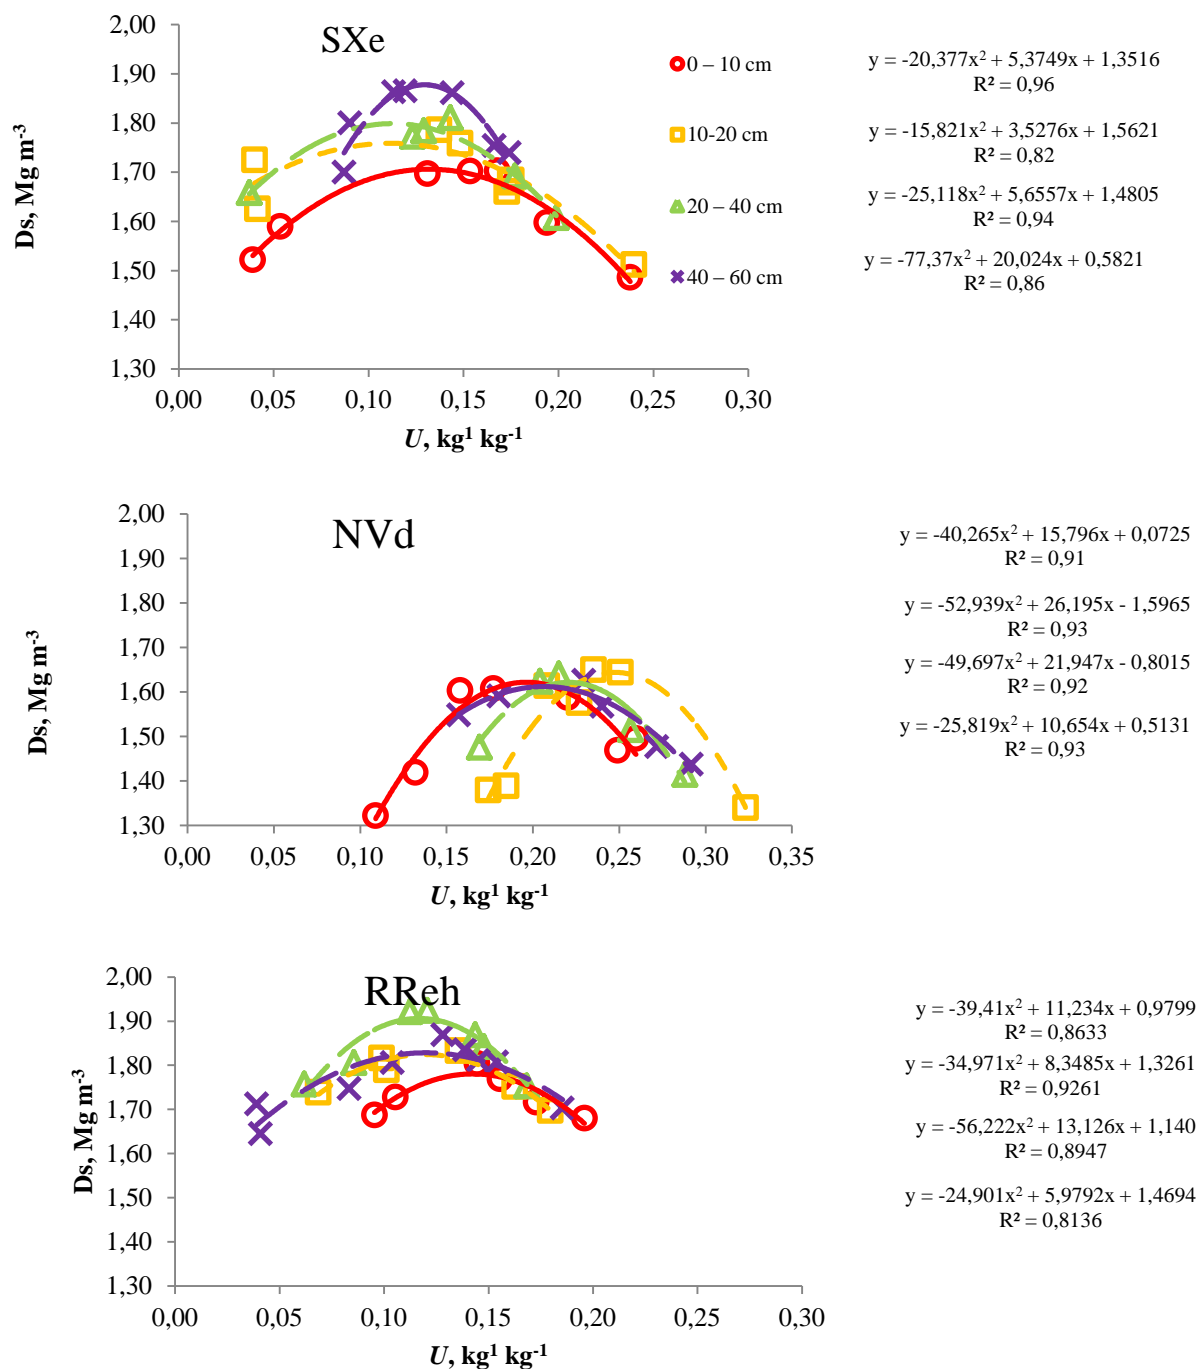 SXe
2,00
1,90
1,80
1,70
1,60
1,50
1,40
1,30
Ds, Mg m-3
0,00 0,05 0,10 0,15 0,20 0,25 0,30
U, kg1 kg-1
0 – 10 cm
10-20 cm
20 – 40 cm
40 – 60 cm
y = -20,377x2 + 5,3749x + 1,3516
R² = 0,96
y = -15,821x2 + 3,5276x + 1,5621
R² = 0,82
y = -25,118x2 + 5,6557x + 1,4805
R² = 0,94
y = -77,37x2 + 20,024x + 0,5821
R² = 0,86
NVd
2,00
1,90
1,80
1,70
1,60
1,50
1,40
1,30
Ds, Mg m-3
0,00 0,05 0,10 0,15 0,20 0,25 0,30 0,35
U, kg1 kg-1
y = -40,265x2 + 15,796x + 0,0725
R² = 0,91
y = -52,939x2 + 26,195x - 1,5965
R² = 0,93
y = -49,697x2 + 21,947x - 0,8015
R² = 0,92
y = -25,819x2 + 10,654x + 0,5131
R² = 0,93
RReh
2,00
1,90
1,80
1,70
1,60
1,50
1,40
1,30
Ds, Mg m-3
0,00 0,05 0,10 0,15 0,20 0,25 0,30
U, kg1 kg-1
y = -39,41x2 + 11,234x + 0,9799
R² = 0,8633
y = -34,971x2 + 8,3485x + 1,3261
R² = 0,9261
y = -56,222x2 + 13,126x + 1,140
R² = 0,8947
y = -24,901x2 + 5,9792x + 1,4694
R² = 0,8136